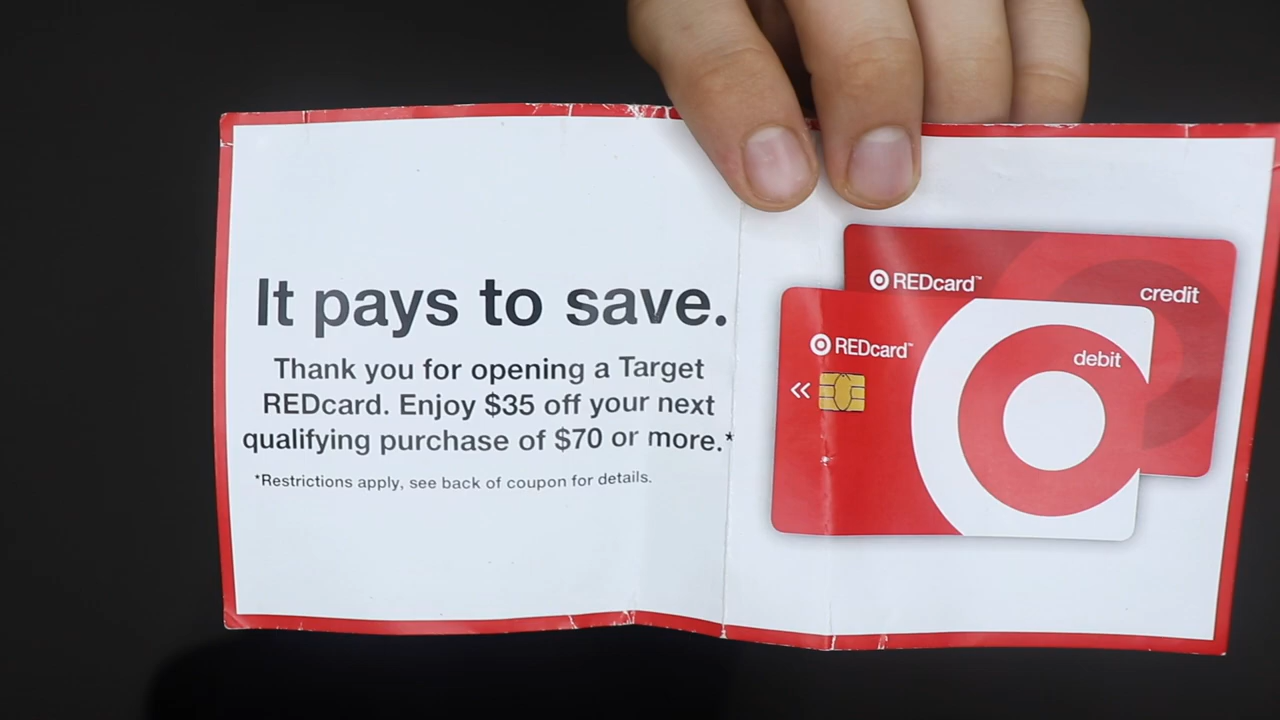 It pays to save.
Thank you for opening a Target
REDcard. Enjoy $35 off your next
qualifying purchase of $70 or more.*
*Restrictions apply, see back of coupon for details.
REDcard™
credit
REDcard™
debit